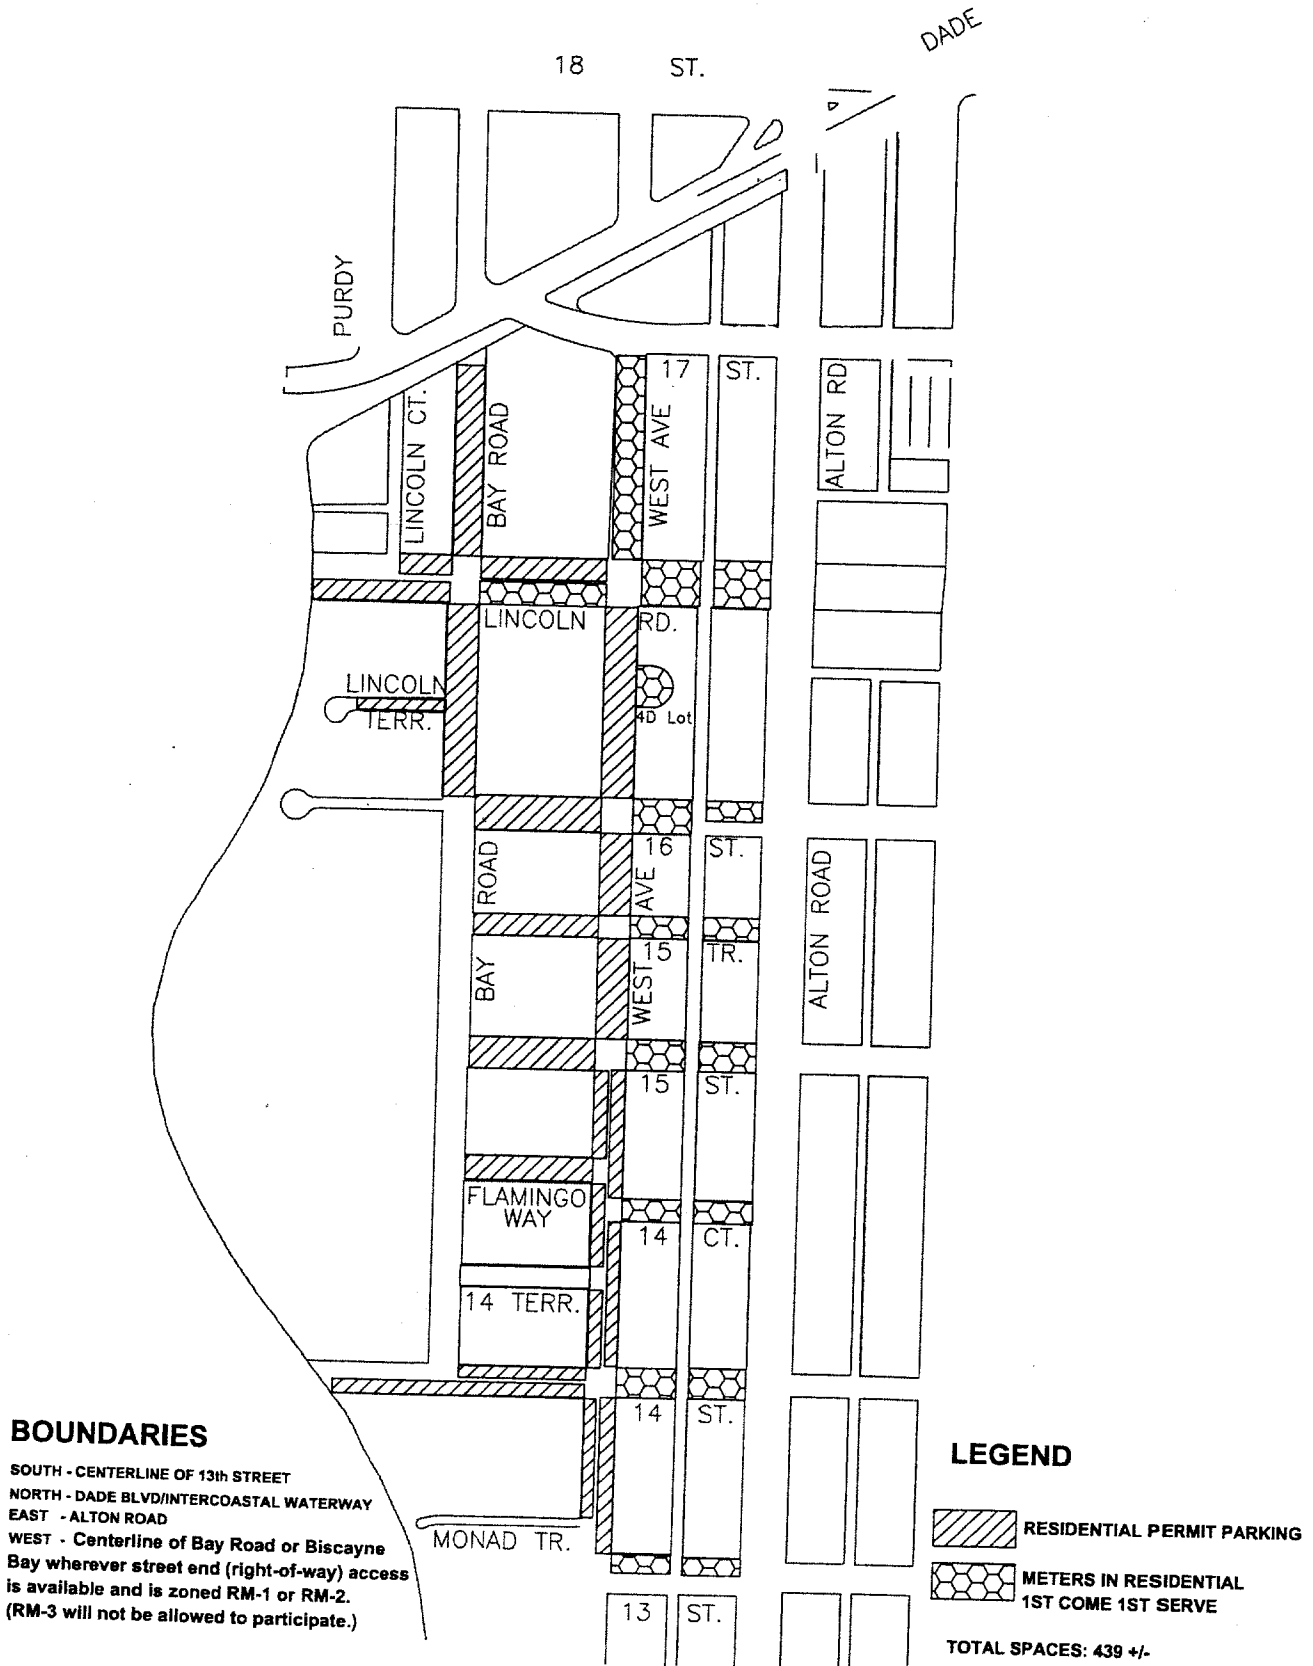 DADE
18 ST.
PURDY
17 ST.
LINCOLN CT.
BAY ROAD
WEST AVE
ALTON RD
LINCOLN RD.
LINCOLN
TERR.
4D Lot
16 ST.
ROAD
AVE
ALTON ROAD
15 TR.
BAY
WEST
15 ST.
FLAMINGO
WAY
14 CT.
14 TERR.
14 ST.
MONAD TR.
13 ST.
BOUNDARIES
SOUTH - CENTERLINE OF 13th STREET
NORTH - DADE BLVD/INTERCOASTAL WATERWAY
EAST - ALTON ROAD
WEST - Centerline of Bay Road or Biscayne
Bay wherever street end (right-of-way) access
is available and is zoned RM-1 or RM-2.
(RM-3 will not be allowed to participate.)
LEGEND
RESIDENTIAL PERMIT PARKING
METERS IN RESIDENTIAL
1ST COME 1ST SERVE
TOTAL SPACES: 439 +/-